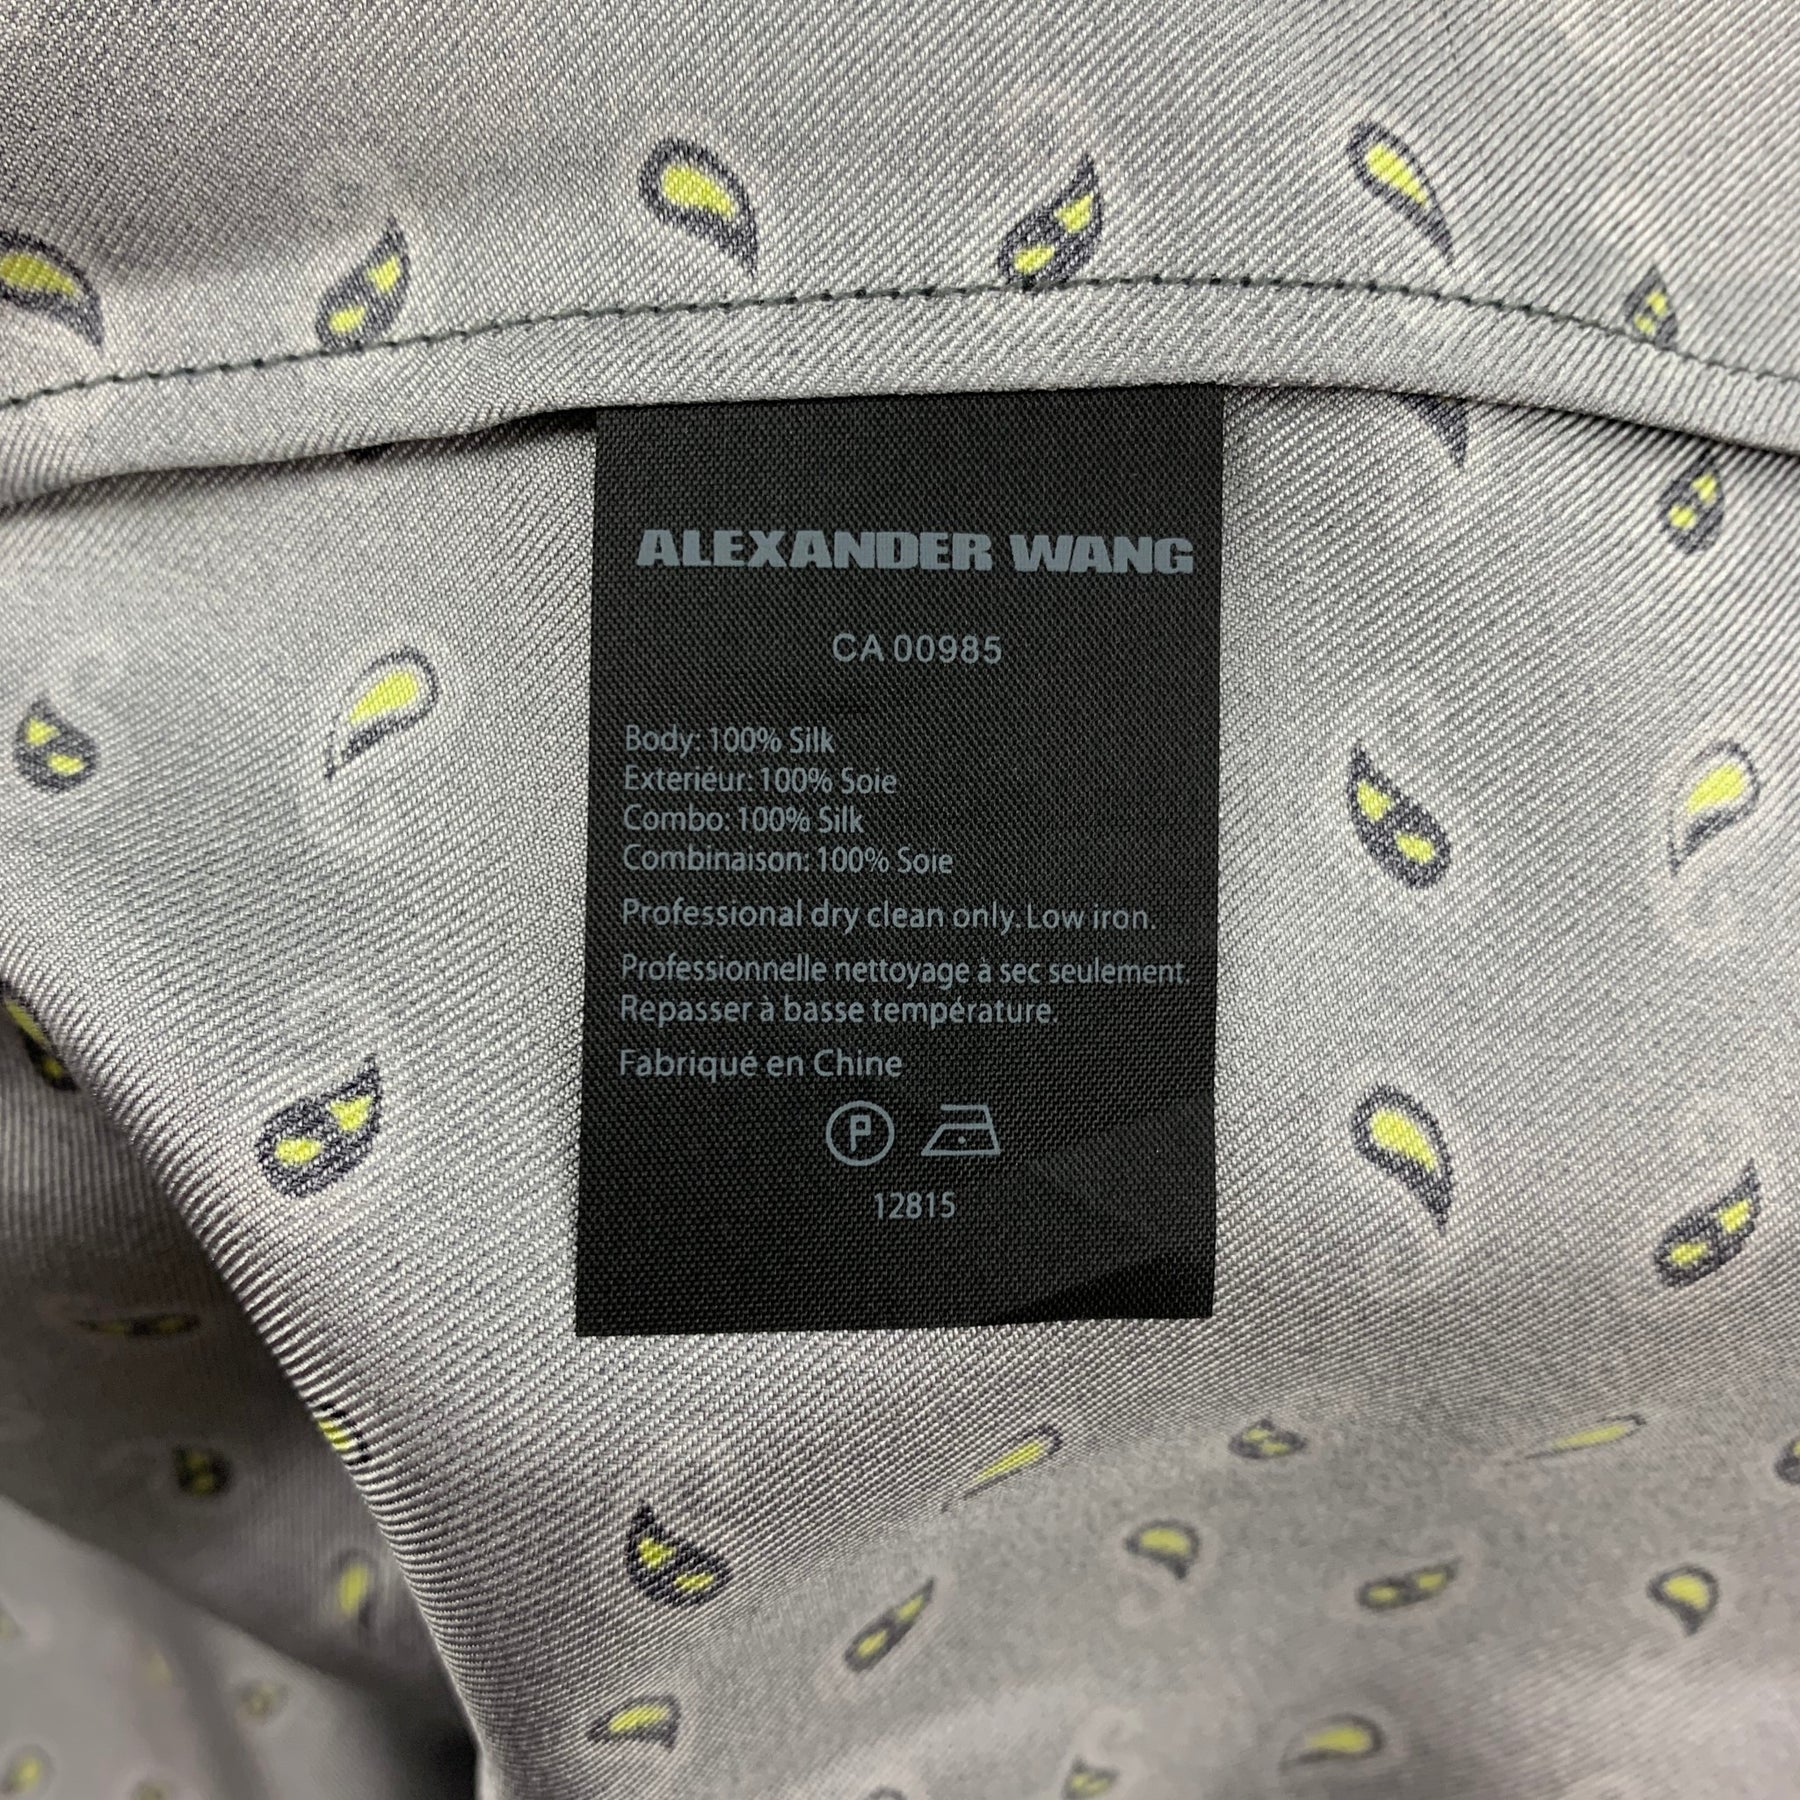 ALEXANDER WANG
CA 00985
Body: 100% Silk
Exteriéur: 100% Soie
Combo: 100% Silk
Combinaison: 100% Soie
Professional dry clean only. Low iron.
Professionnelle nettoyage à sec seulement.
Repasser à basse température.
Fabriqué en Chine
P
12815